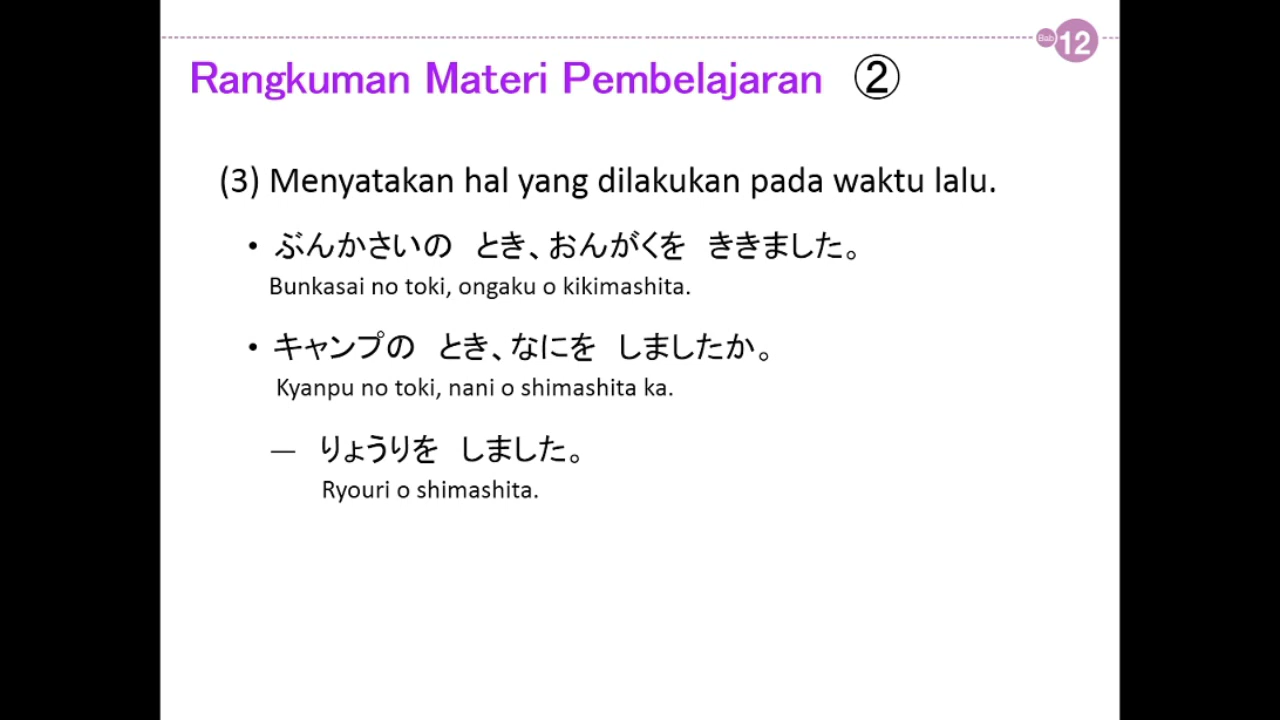 Bab 12
Rangkuman Materi Pembelajaran ②
(3) Menyatakan hal yang dilakukan pada waktu lalu.
• ぶんかさいの　とき、おんがくを　ききました。
Bunkasai no toki, ongaku o kikimashita.
• キャンプの　とき、なにを　しましたか。
Kyanpu no toki, nani o shimashita ka.
—　りょうりを　しました。
Ryouri o shimashita.